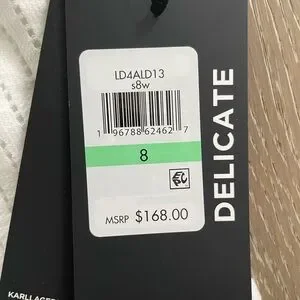 LD4ALD13
s8w
1 96788 62462 7
8
MSRP $168.00
DELICATE